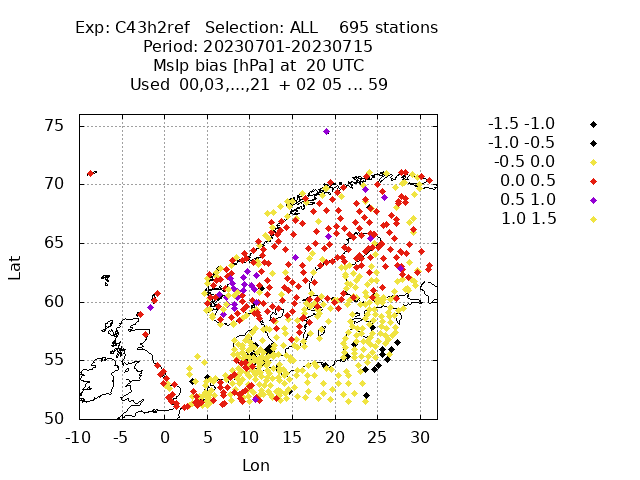 Exp: C43h2ref Selection: ALL 695 stations
Period: 20230701-20230715
Mslp bias [hPa] at 20 UTC
Used 00,03,...,21 + 02 05 ... 59
-1.5 -1.0
-1.0 -0.5
-0.5 0.0
0.0 0.5
0.5 1.0
1.0 1.5
75
70
65
60
55
50
Lat
-10 -5 0 5 10 15 20 25 30
Lon